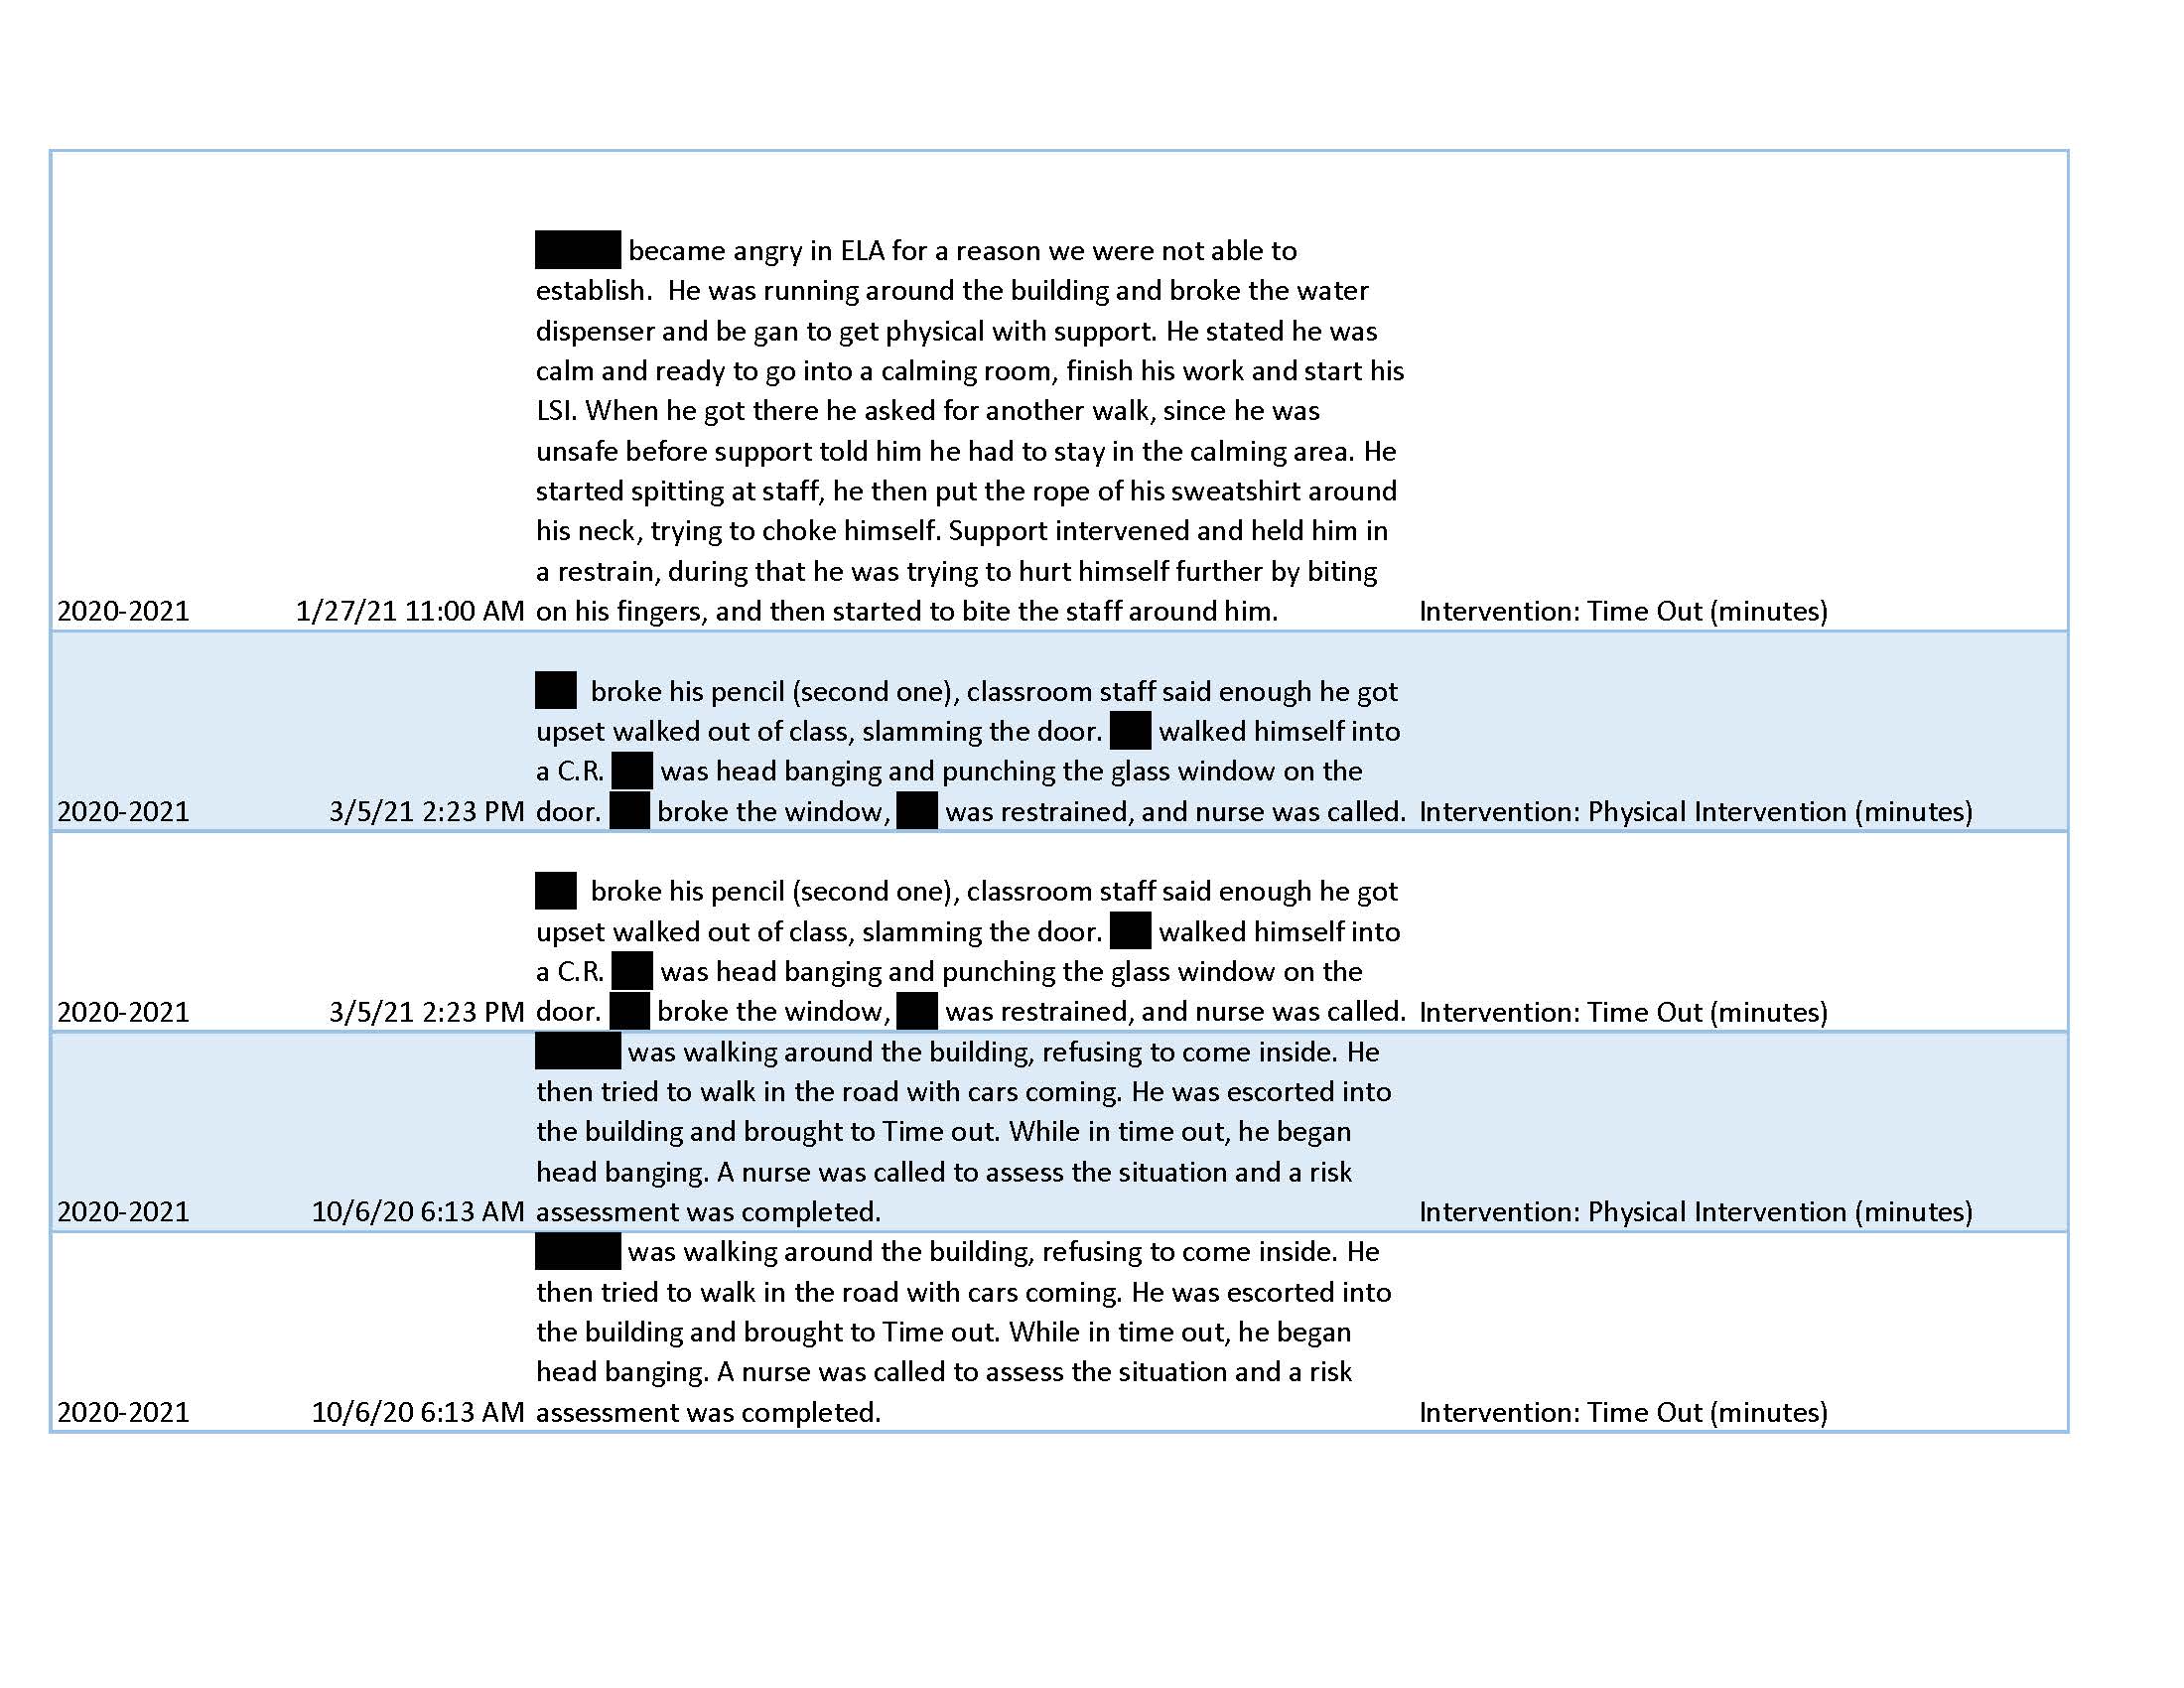 became angry in ELA for a reason we were not able to
establish.  He was running around the building and broke the water
dispenser and be gan to get physical with support. He stated he was
calm and ready to go into a calming room, finish his work and start his
LSI. When he got there he asked for another walk, since he was
unsafe before support told him he had to stay in the calming area. He
started spitting at staff, he then put the rope of his sweatshirt around
his neck, trying to choke himself. Support intervened and held him in
a restrain, during that he was trying to hurt himself further by biting
2020-2021 1/27/21 11:00 AM on his fingers, and then started to bite the staff around him. Intervention: Time Out (minutes)
broke his pencil (second one), classroom staff said enough he got
upset walked out of class, slamming the door. walked himself into
a C.R. was head banging and punching the glass window on the
2020-2021 3/5/21 2:23 PM door. broke the window, was restrained, and nurse was called. Intervention: Physical Intervention (minutes)
broke his pencil (second one), classroom staff said enough he got
upset walked out of class, slamming the door. walked himself into
a C.R. was head banging and punching the glass window on the
2020-2021 3/5/21 2:23 PM door. broke the window, was restrained, and nurse was called. Intervention: Time Out (minutes)
was walking around the building, refusing to come inside. He
then tried to walk in the road with cars coming. He was escorted into
the building and brought to Time out. While in time out, he began
head banging. A nurse was called to assess the situation and a risk
2020-2021 10/6/20 6:13 AM assessment was completed. Intervention: Physical Intervention (minutes)
was walking around the building, refusing to come inside. He
then tried to walk in the road with cars coming. He was escorted into
the building and brought to Time out. While in time out, he began
head banging. A nurse was called to assess the situation and a risk
2020-2021 10/6/20 6:13 AM assessment was completed. Intervention: Time Out (minutes)